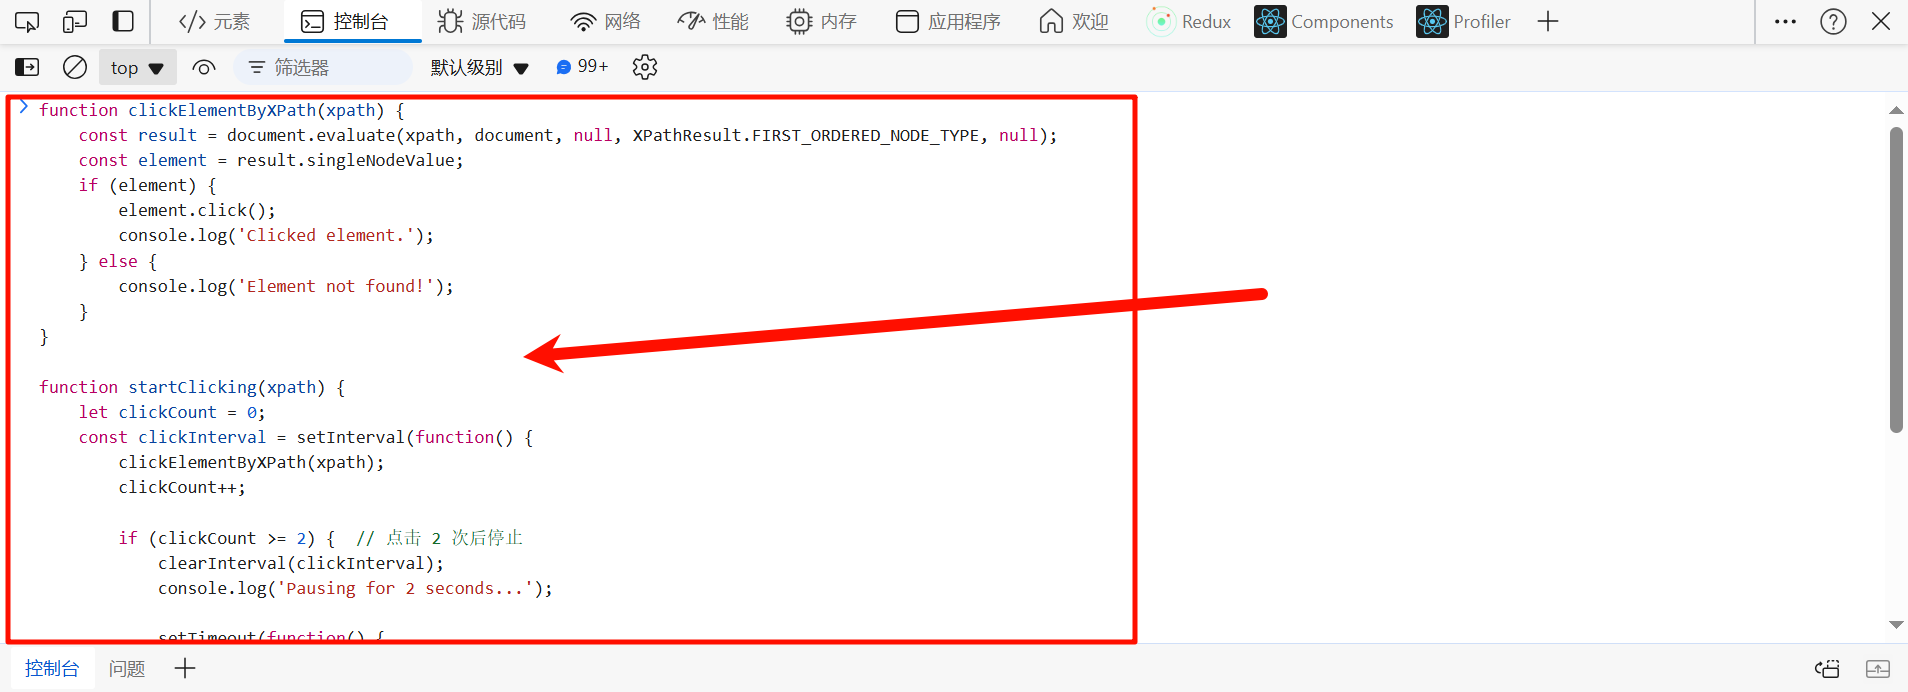 元素 控制台 源代码 网络 性能 内存 应用程序 欢迎 Redux Components Profiler
top 筛选器 默认级别 99+
function clickElementByXPath(xpath) {
    const result = document.evaluate(xpath, document, null, XPathResult.FIRST_ORDERED_NODE_TYPE, null);
    const element = result.singleNodeValue;
    if (element) {
        element.click();
        console.log('Clicked element.');
    } else {
        console.log('Element not found!');
    }
}
function startClicking(xpath) {
    let clickCount = 0;
    const clickInterval = setInterval(function() {
        clickElementByXPath(xpath);
        clickCount++;
        if (clickCount >= 2) {  // 点击 2 次后停止
            clearInterval(clickInterval);
            console.log('Pausing for 2 seconds...');
            setTimeout(function() {
控制台 问题